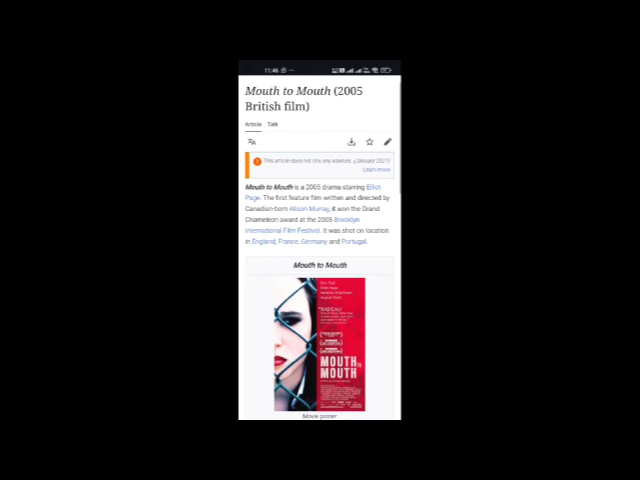 11:46
Mouth to Mouth (2005
British film)
Article Talk
This article does not cite any sources. (January 2021)
Learn more
Mouth to Mouth is a 2005 drama starring Elliot
Page. The first feature film written and directed by
Canadian-born Alison Murray, it won the Grand
Chameleon award at the 2005 Brooklyn
International Film Festival. It was shot on location
in England, France, Germany and Portugal.
Mouth to Mouth
MOUTH TO
MOUTH
Movie poster